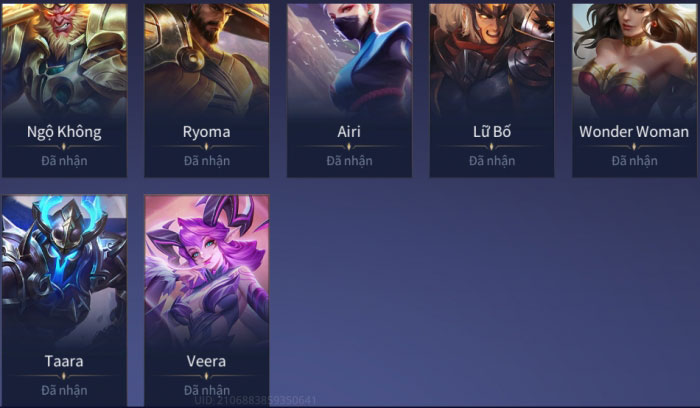 Ngộ Không
Ryoma
Airi
Lữ Bố
Wonder Woman
Đã nhận
Đã nhận
Đã nhận
Đã nhận
Đã nhận
Taara
Veera
Đã nhận
Đã nhận
UID 2106883859350641